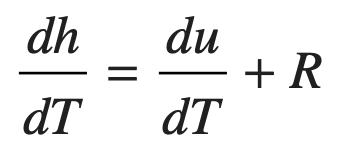 dh/dT = du/dT + R